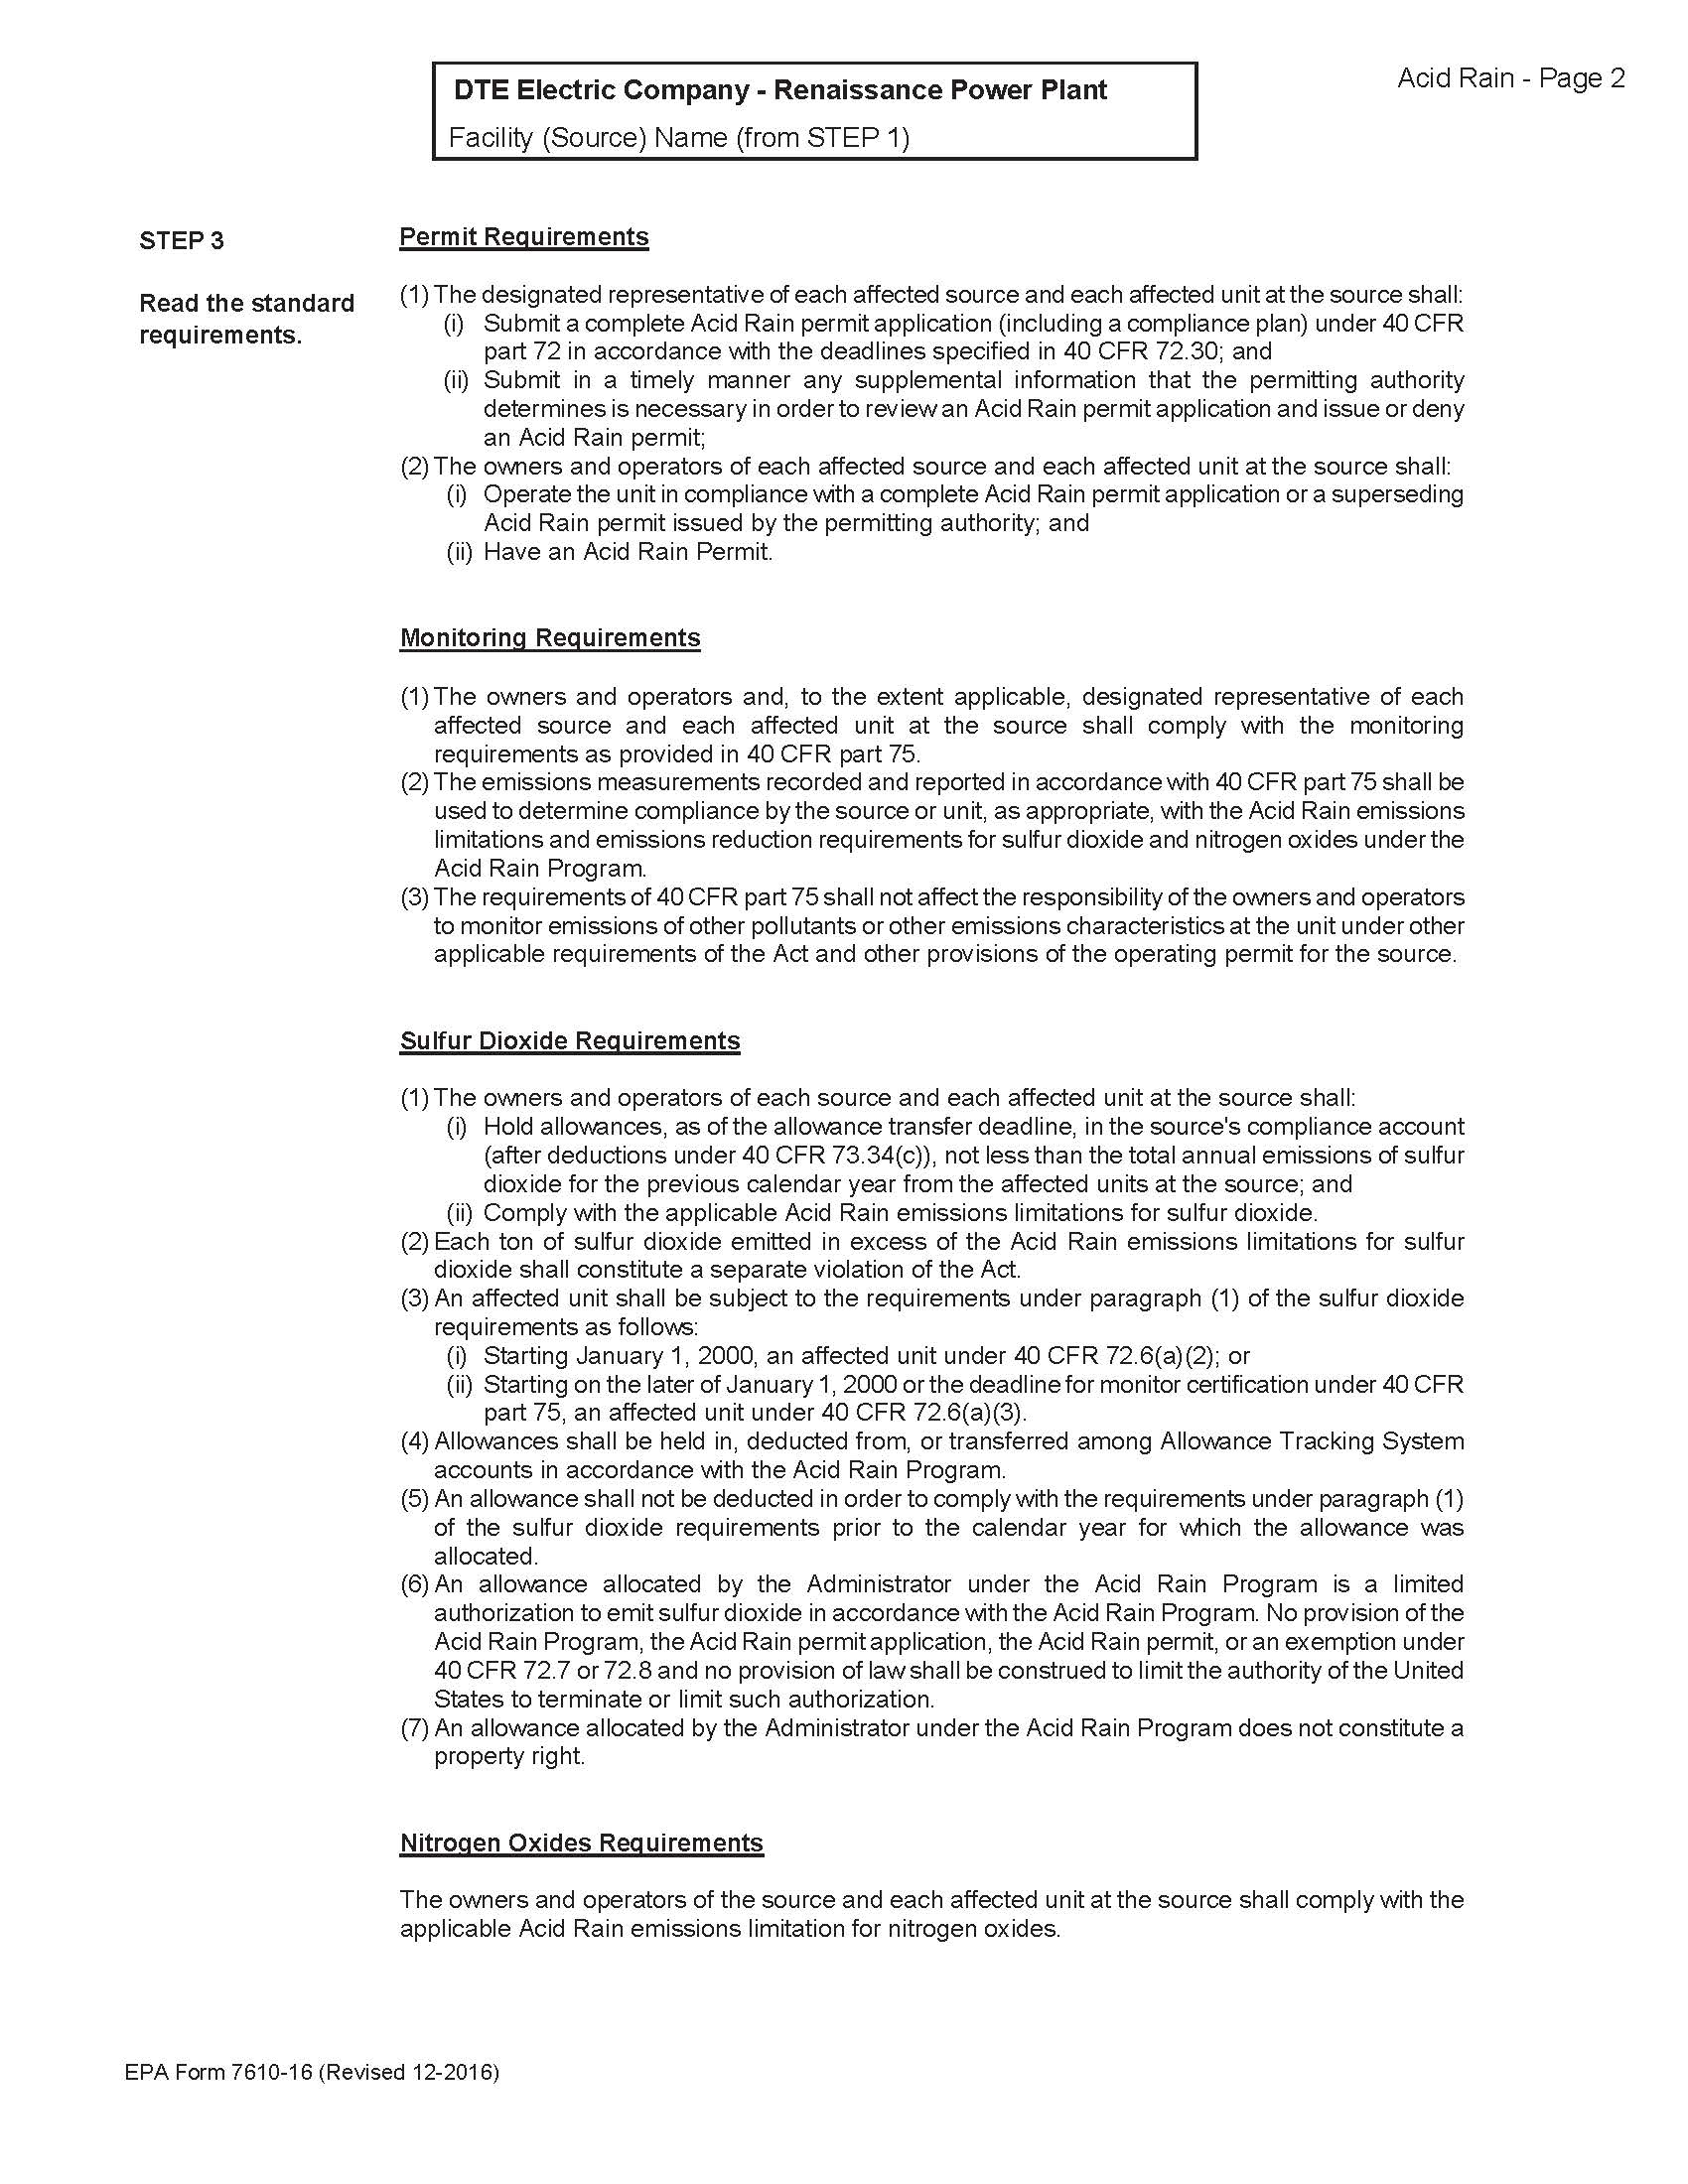 DTE Electric Company - Renaissance Power Plant
Facility (Source) Name (from STEP 1)
Acid Rain - Page 2
STEP 3
Read the standard
requirements.
Permit Requirements
(1) The designated representative of each affected source and each affected unit at the source shall:
(i) Submit a complete Acid Rain permit application (including a compliance plan) under 40 CFR
part 72 in accordance with the deadlines specified in 40 CFR 72.30; and
(ii) Submit in a timely manner any supplemental information that the permitting authority
determines is necessary in order to review an Acid Rain permit application and issue or deny
an Acid Rain permit;
(2) The owners and operators of each affected source and each affected unit at the source shall:
(i) Operate the unit in compliance with a complete Acid Rain permit application or a superseding
Acid Rain permit issued by the permitting authority; and
(ii) Have an Acid Rain Permit.
Monitoring Requirements
(1) The owners and operators and, to the extent applicable, designated representative of each
affected source and each affected unit at the source shall comply with the monitoring
requirements as provided in 40 CFR part 75.
(2) The emissions measurements recorded and reported in accordance with 40 CFR part 75 shall be
used to determine compliance by the source or unit, as appropriate, with the Acid Rain emissions
limitations and emissions reduction requirements for sulfur dioxide and nitrogen oxides under the
Acid Rain Program.
(3) The requirements of 40 CFR part 75 shall not affect the responsibility of the owners and operators
to monitor emissions of other pollutants or other emissions characteristics at the unit under other
applicable requirements of the Act and other provisions of the operating permit for the source.
Sulfur Dioxide Requirements
(1) The owners and operators of each source and each affected unit at the source shall:
(i) Hold allowances, as of the allowance transfer deadline, in the source's compliance account
(after deductions under 40 CFR 73.34(c)), not less than the total annual emissions of sulfur
dioxide for the previous calendar year from the affected units at the source; and
(ii) Comply with the applicable Acid Rain emissions limitations for sulfur dioxide.
(2) Each ton of sulfur dioxide emitted in excess of the Acid Rain emissions limitations for sulfur
dioxide shall constitute a separate violation of the Act.
(3) An affected unit shall be subject to the requirements under paragraph (1) of the sulfur dioxide
requirements as follows:
(i) Starting January 1, 2000, an affected unit under 40 CFR 72.6(a)(2); or
(ii) Starting on the later of January 1, 2000 or the deadline for monitor certification under 40 CFR
part 75, an affected unit under 40 CFR 72.6(a)(3).
(4) Allowances shall be held in, deducted from, or transferred among Allowance Tracking System
accounts in accordance with the Acid Rain Program.
(5) An allowance shall not be deducted in order to comply with the requirements under paragraph (1)
of the sulfur dioxide requirements prior to the calendar year for which the allowance was
allocated.
(6) An allowance allocated by the Administrator under the Acid Rain Program is a limited
authorization to emit sulfur dioxide in accordance with the Acid Rain Program. No provision of the
Acid Rain Program, the Acid Rain permit application, the Acid Rain permit, or an exemption under
40 CFR 72.7 or 72.8 and no provision of law shall be construed to limit the authority of the United
States to terminate or limit such authorization.
(7) An allowance allocated by the Administrator under the Acid Rain Program does not constitute a
property right.
Nitrogen Oxides Requirements
The owners and operators of the source and each affected unit at the source shall comply with the
applicable Acid Rain emissions limitation for nitrogen oxides.
EPA Form 7610-16 (Revised 12-2016)